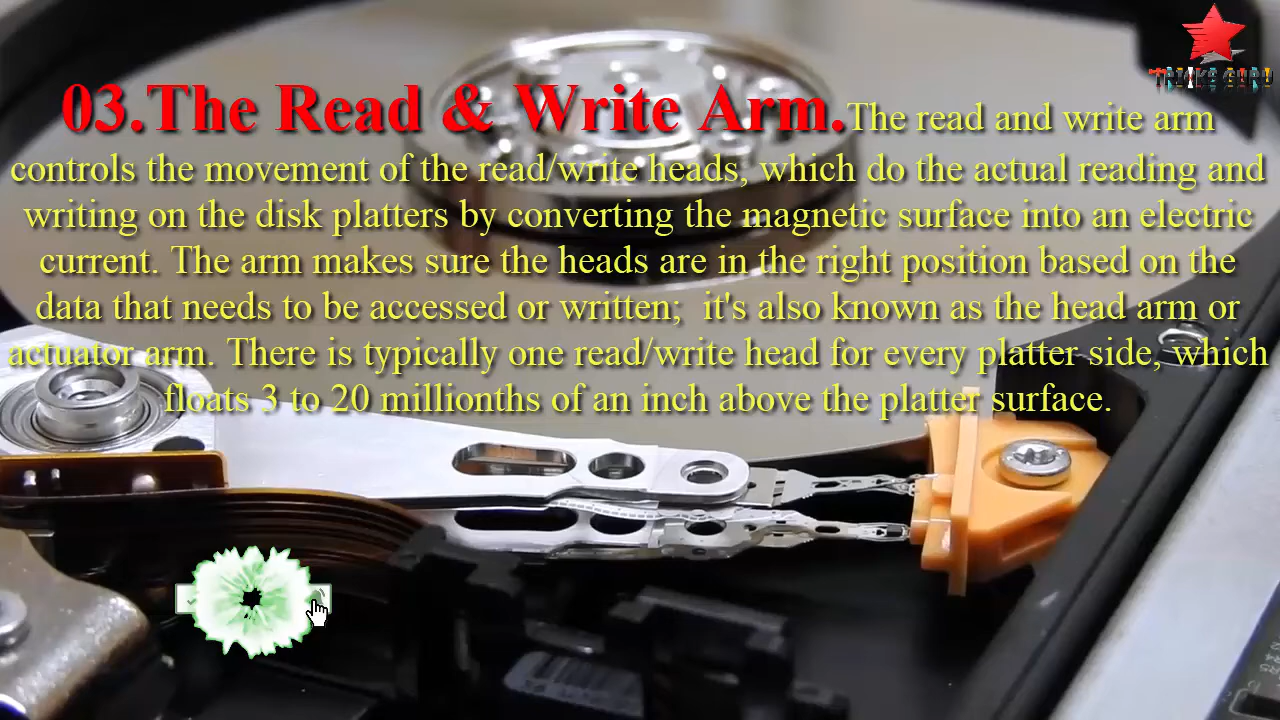 TRICKS GURU
03.The Read & Write Arm.The read and write arm
controls the movement of the read/write heads, which do the actual reading and
writing on the disk platters by converting the magnetic surface into an electric
current. The arm makes sure the heads are in the right position based on the
data that needs to be accessed or written;  it's also known as the head arm or
actuator arm. There is typically one read/write head for every platter side, which
floats 3 to 20 millionths of an inch above the platter surface.